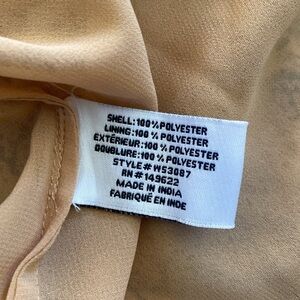 SHELL: 100% POLYESTER
LINING: 100% POLYESTER
EXTÉRIEUR: 100% POLYESTER
DOUBLURE: 100% POLYESTER
STYLE# W53087
RN# 149622
MADE IN INDIA
FABRIQUÉ EN INDE